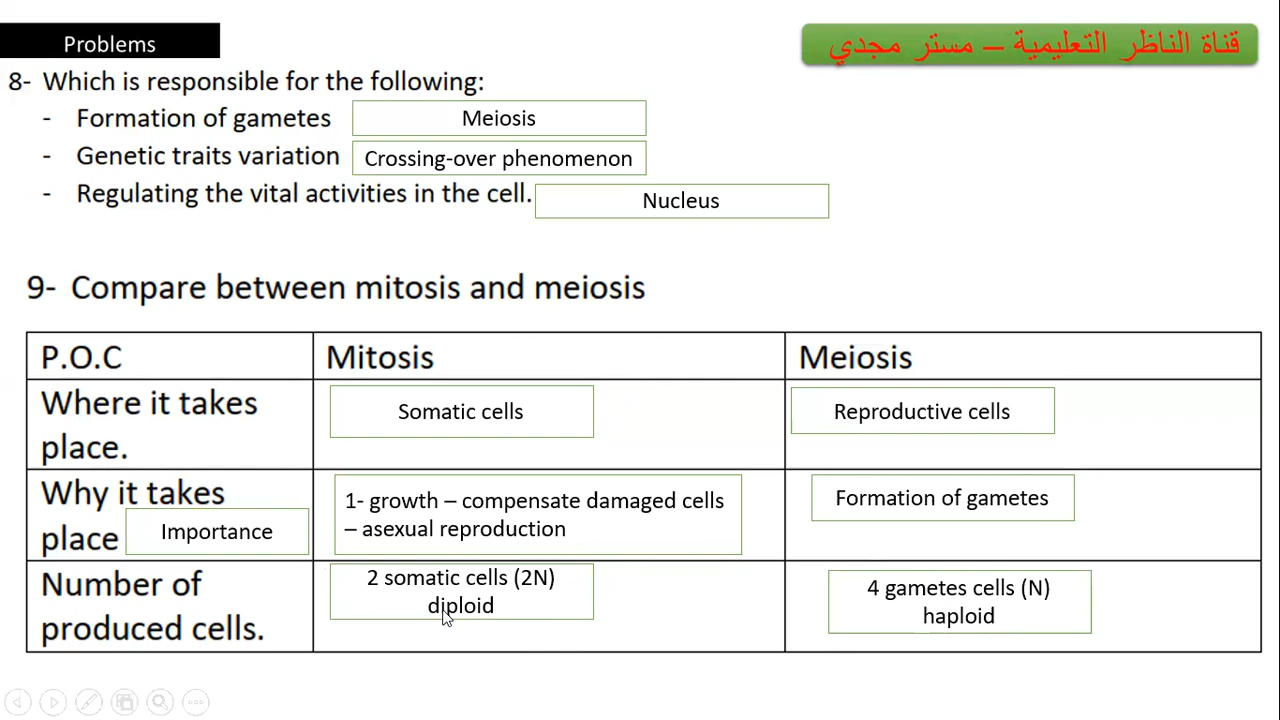 Problems
قناة الناظر التعليمية – مستر مجدي
8- Which is responsible for the following:
- Formation of gametes Meiosis
- Genetic traits variation Crossing-over phenomenon
- Regulating the vital activities in the cell. Nucleus
9- Compare between mitosis and meiosis
P.O.C Mitosis Meiosis
Where it takes place. Somatic cells Reproductive cells
Why it takes place Importance
1- growth – compensate damaged cells
– asexual reproduction
Formation of gametes
Number of produced cells.
2 somatic cells (2N)
diploid
4 gametes cells (N)
haploid